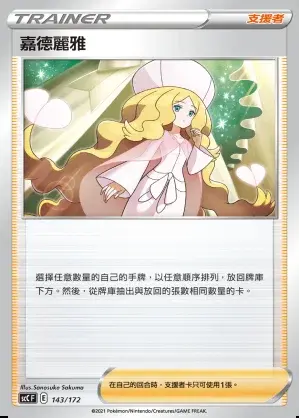 TRAINER
支援者
嘉德麗雅
選擇任意數量的自己的手牌，以任意順序排列，放回牌庫
下方。然後，從牌庫抽出與放回的張數相同數量的卡。
Illus. Sanosuke Sakuma
SC F E 143/172
在自己的回合時，支援者卡只可使用1張。
©2021 Pokémon/Nintendo/Creatures/GAME FREAK.